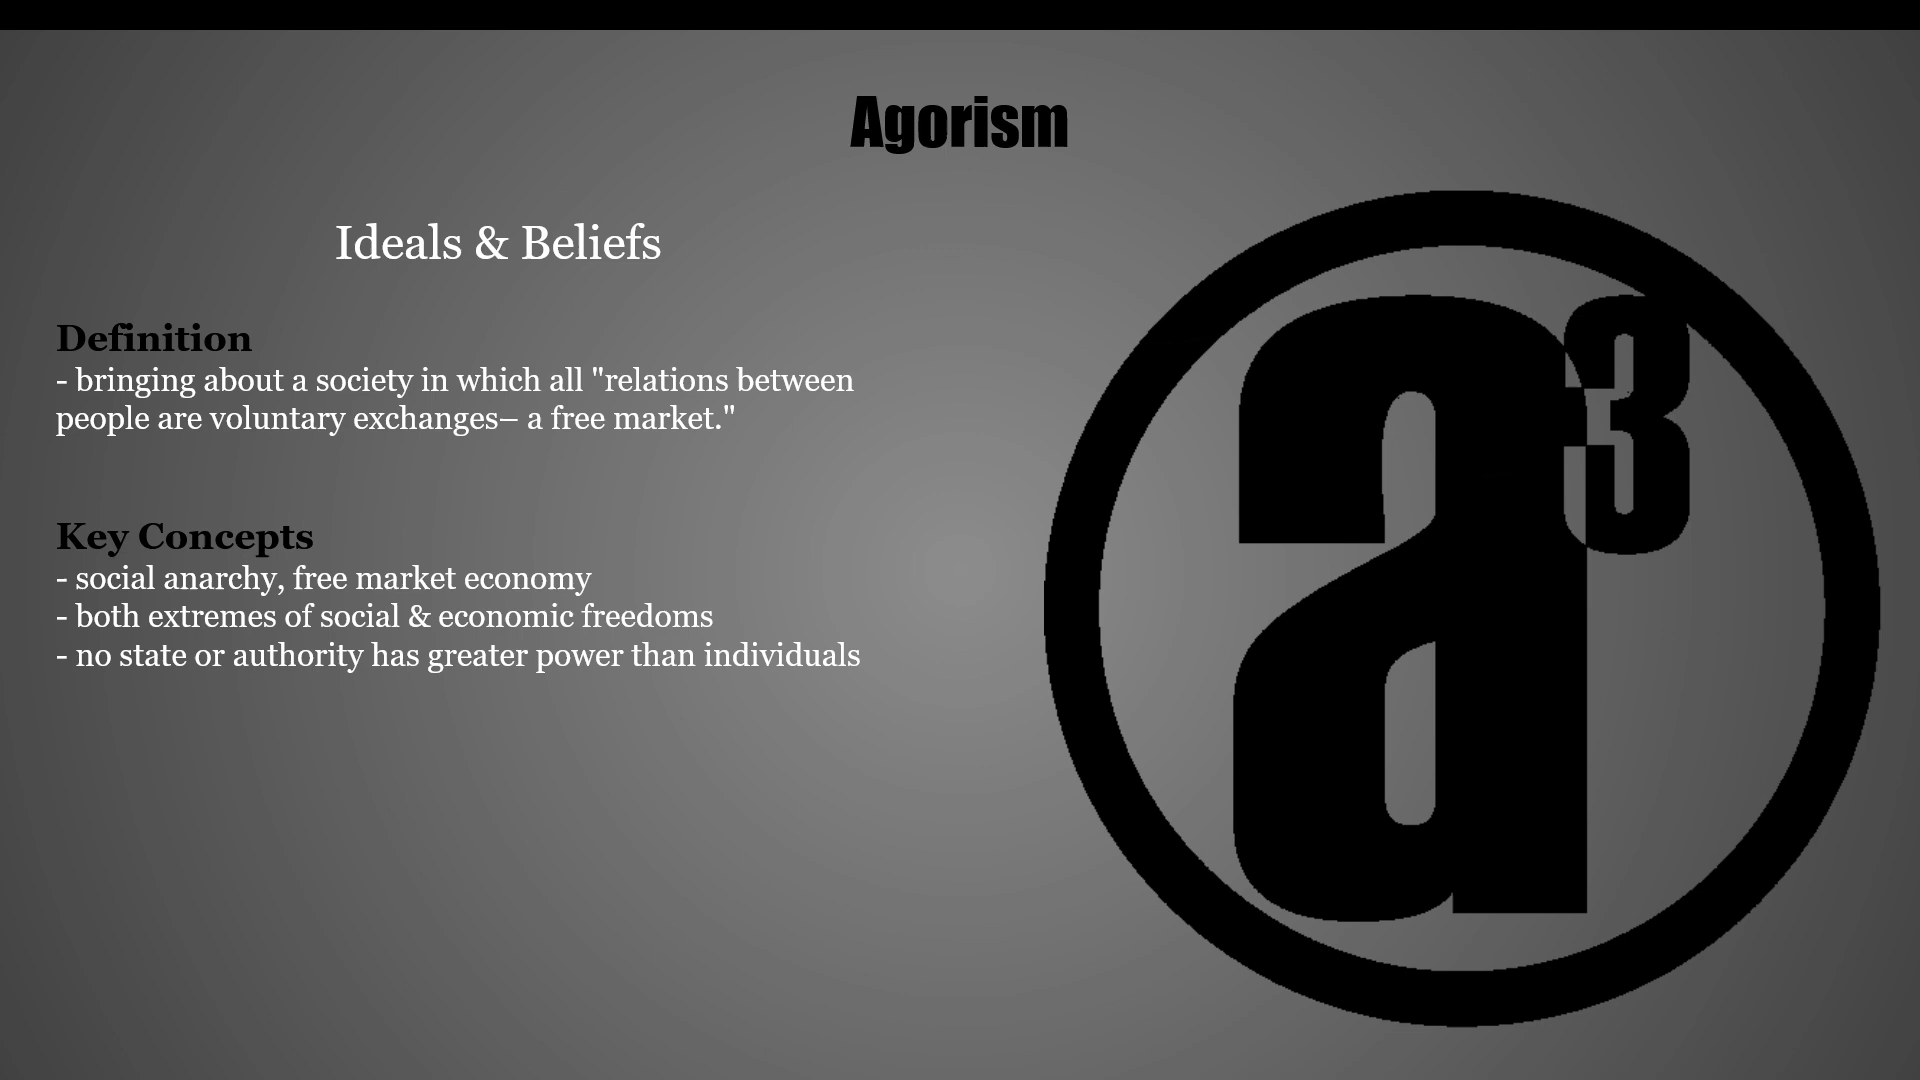 Agorism
Ideals & Beliefs
Definition
- bringing about a society in which all "relations between
people are voluntary exchanges– a free market."
Key Concepts
- social anarchy, free market economy
- both extremes of social & economic freedoms
- no state or authority has greater power than individuals
a3